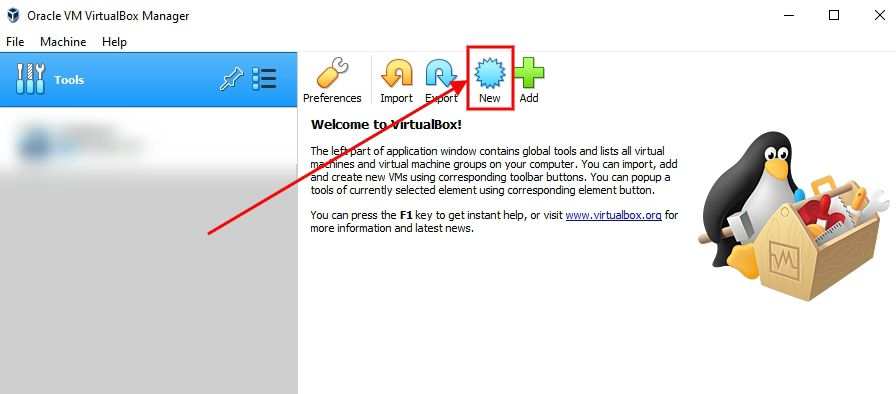 Oracle VM VirtualBox Manager
File Machine Help
Tools
Preferences Import Export New Add
Welcome to VirtualBox!
The left part of application window contains global tools and lists all virtual
machines and virtual machine groups on your computer. You can import, add
and create new VMs using corresponding toolbar buttons. You can popup a
tools of currently selected element using corresponding element button.
You can press the F1 key to get instant help, or visit www.virtualbox.org for
more information and latest news.